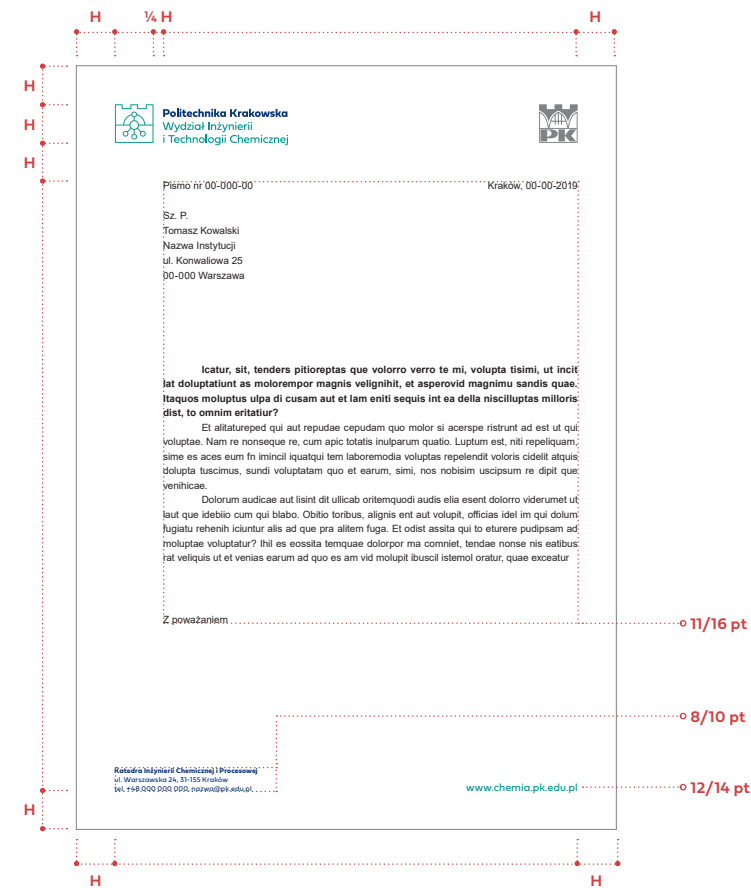 H ¼ H H
H
H
H
Politechnika Krakowska
Wydział Inżynierii
i Technologii Chemicznej
PK
Pismo nr 00-000-00 Kraków, 00-00-2019
Sz. P.
Tomasz Kowalski
Nazwa Instytucji
ul. Konwaliowa 25
00-000 Warszawa
Icatur, sit, tenders pitioreptas que volorro verro te mi, volupta tisimi, ut incit
lat doluptatiunt as molorempor magnis velignihit, et asperovid magnimu sandis quae.
Itaquos moluptus ulpa di cusam aut et lam eniti sequis int ea della niscilluptas milloris
dist, to omnim eritatiur?
Et alitatureped qui aut repudae cepudam quo molor si acerspe ristrunt ad est ut qui
voluptae. Nam re nonseque re, cum apic totatis inulparum quatio. Luptum est, niti repeliquam,
sime es aces eum fn imincil iquatqui tem laboremodia voluptas repelendit voloris cidelit atquis
dolupta tuscimus, sundi voluptatam quo et earum, simi, nos nobisim uscipsum re dipit que
venihicae.
Dolorum audicae aut lisint dit ullicab oritemquodi audis elia esent dolorro viderumet ut
laut que idebiio cum qui blabo. Obitio toribus, alignis ent aut volupit, officias idel im qui dolum
fugiatu rehenih iciuntur alis ad que pra alitem fuga. Et odist assita qui to eturere pudipsam ad
moluptae voluptatur? Ihil es eossita temquae dolorpor ma comniet, tendae nonse nis eatibus
rat veliquis ut et venias earum ad quo es am vid molupit ibuscil istemol oratur, quae exceatur
Z poważaniem
11/16 pt
8/10 pt
Katedra Inżynierii Chemicznej i Procesowej
ul. Warszawska 24, 31-155 Kraków
tel. +48 000 000 000, nazwa@pk.edu.pl
www.chemia.pk.edu.pl
12/14 pt
H
H H